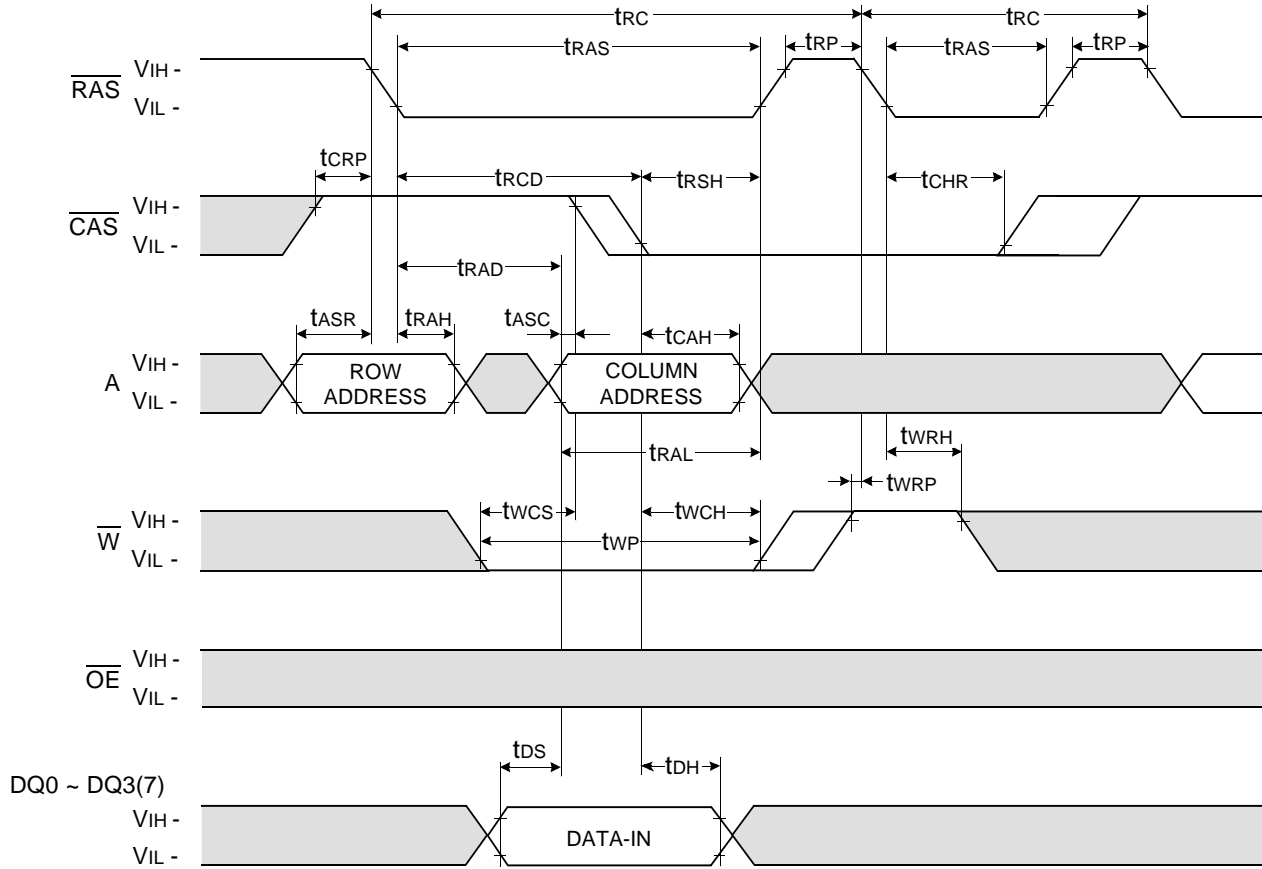 tRC tRC
tRAS tRP tRAS tRP
RAS VIH -
VIL -
tCRP tRCD tRSH tCHR
CAS VIH -
VIL -
tRAD
tASR tRAH tASC tCAH
A VIH -
VIL -
ROW
ADDRESS
COLUMN
ADDRESS
tRAL tWRH
tWRP
tWCS tWCH
W VIH -
VIL -
tWP
OE VIH -
VIL -
tDS tDH
DQ0 ~ DQ3(7)
VIH -
VIL -
DATA-IN